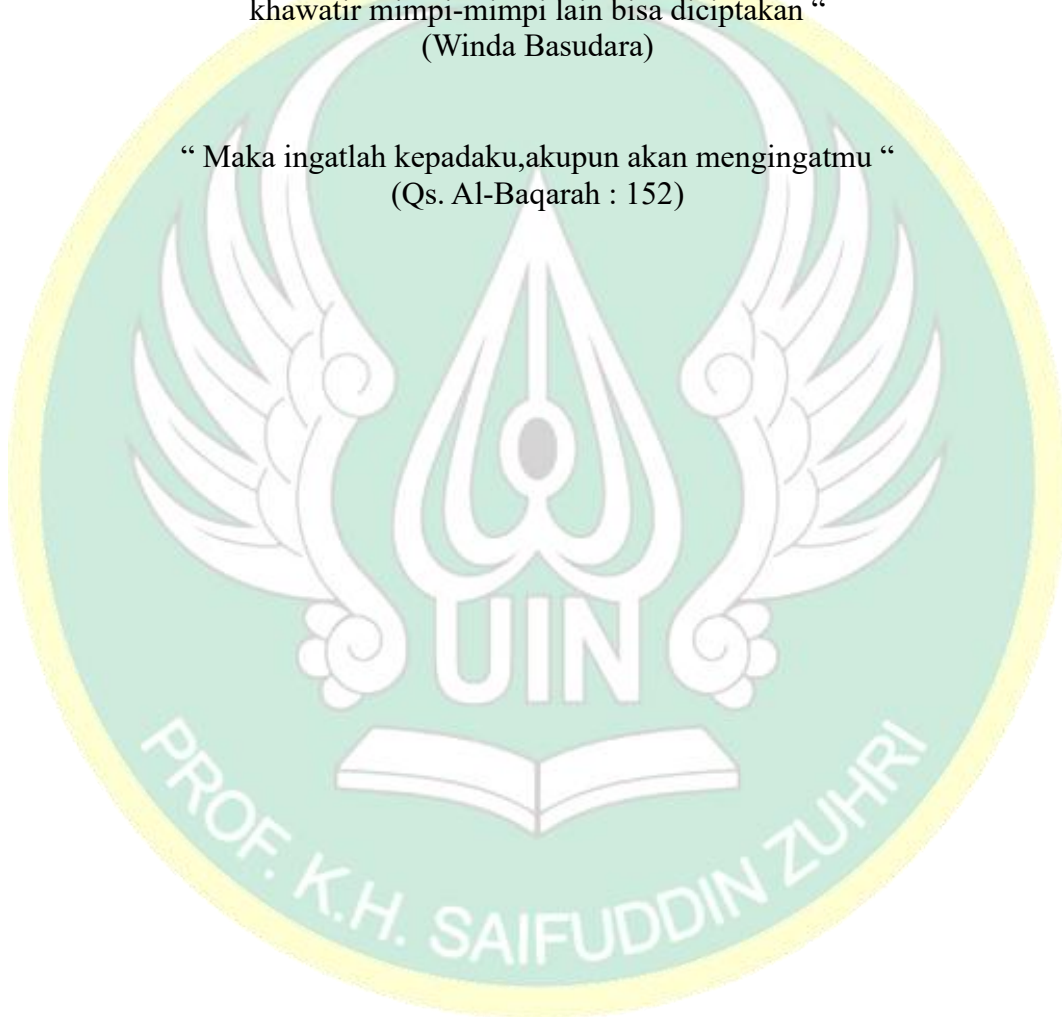 khawatir mimpi-mimpi lain bisa diciptakan “
(Winda Basudara)
“ Maka ingatlah kepadaku,akupun akan mengingatmu “
(Qs. Al-Baqarah : 152)
UIN
PROF. K.H. SAIFUDDIN ZUHRI